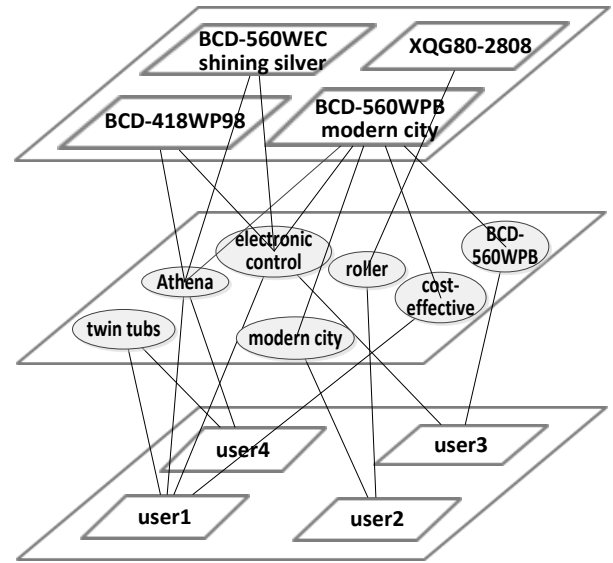 BCD-560WEC
shining silver
XQG80-2808
BCD-418WP98
BCD-560WPB
modern city
electronic
control
BCD-
560WPB
roller
Athena
cost-
effective
twin tubs
modern city
user4
user3
user1
user2